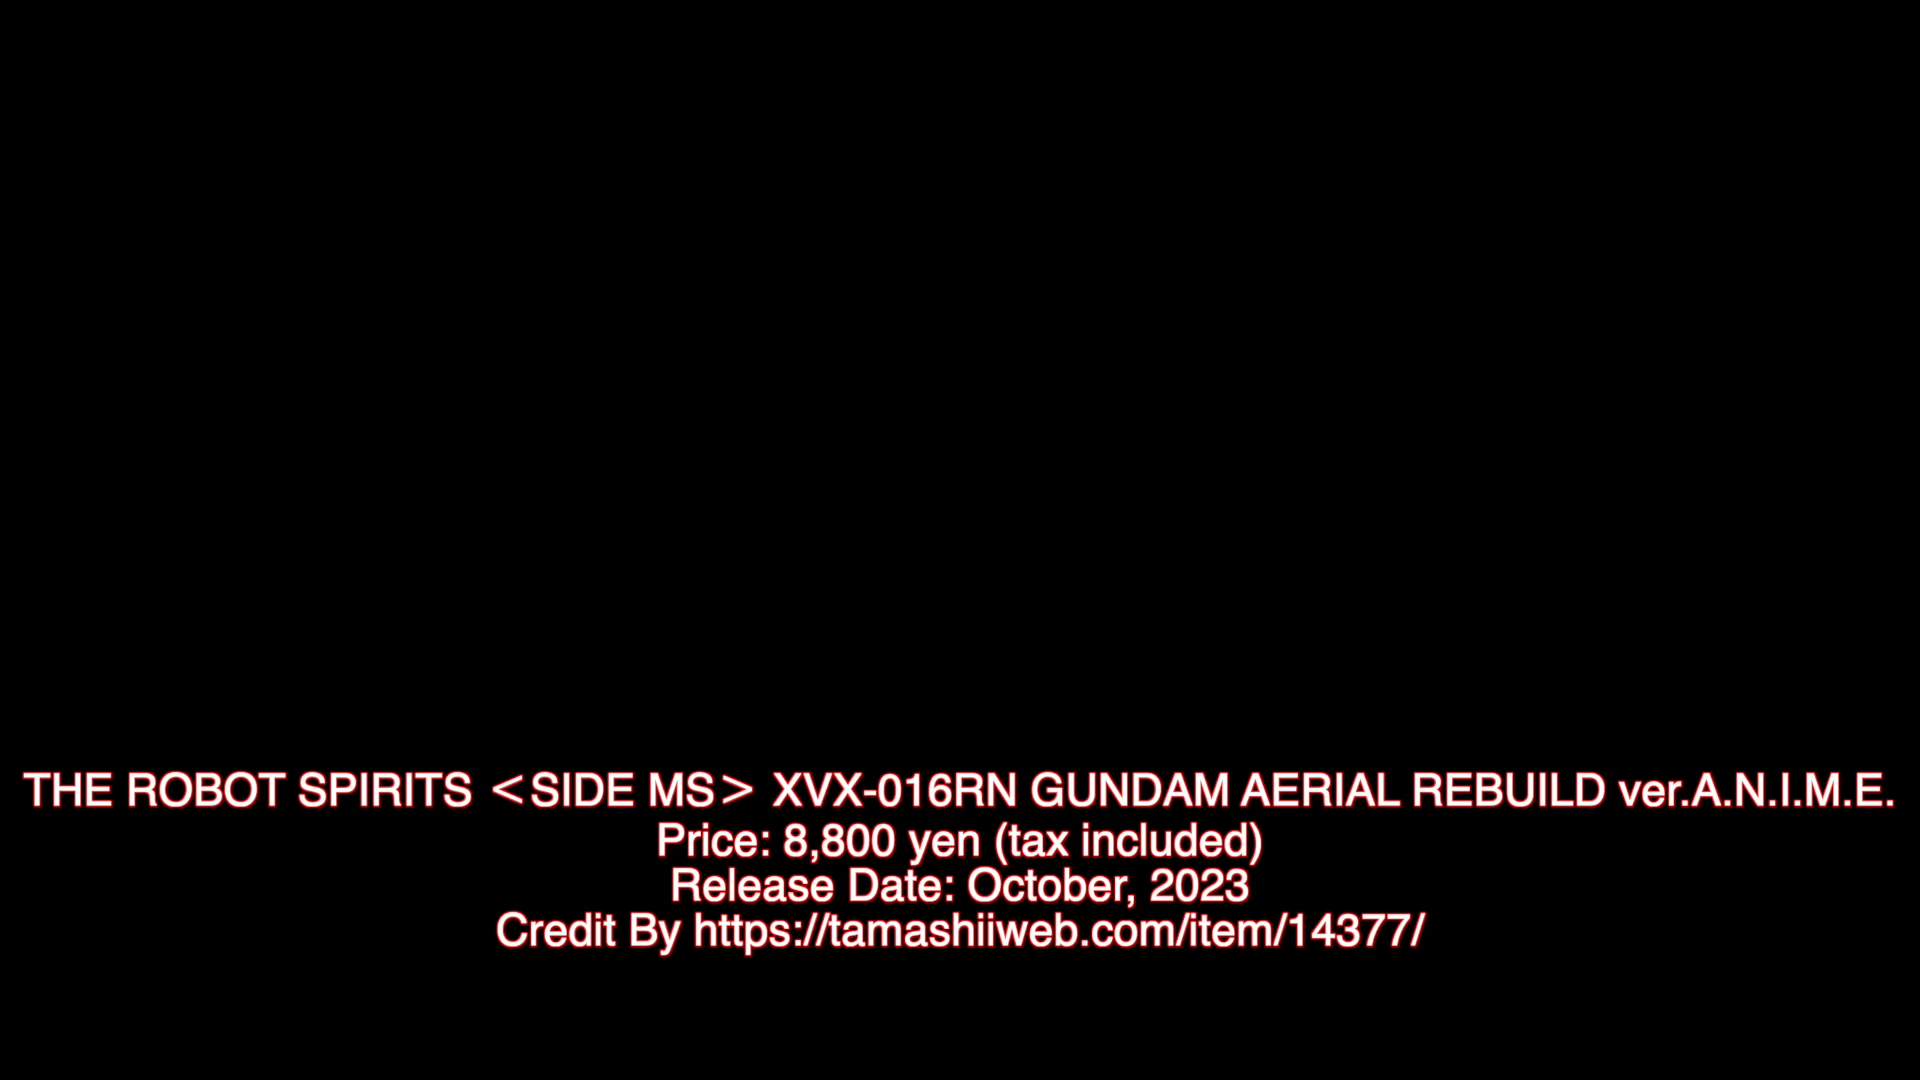 THE ROBOT SPIRITS ＜SIDE MS＞ XVX-016RN GUNDAM AERIAL REBUILD ver.A.N.I.M.E.
Price: 8,800 yen (tax included)
Release Date: October, 2023
Credit By https://tamashiiweb.com/item/14377/